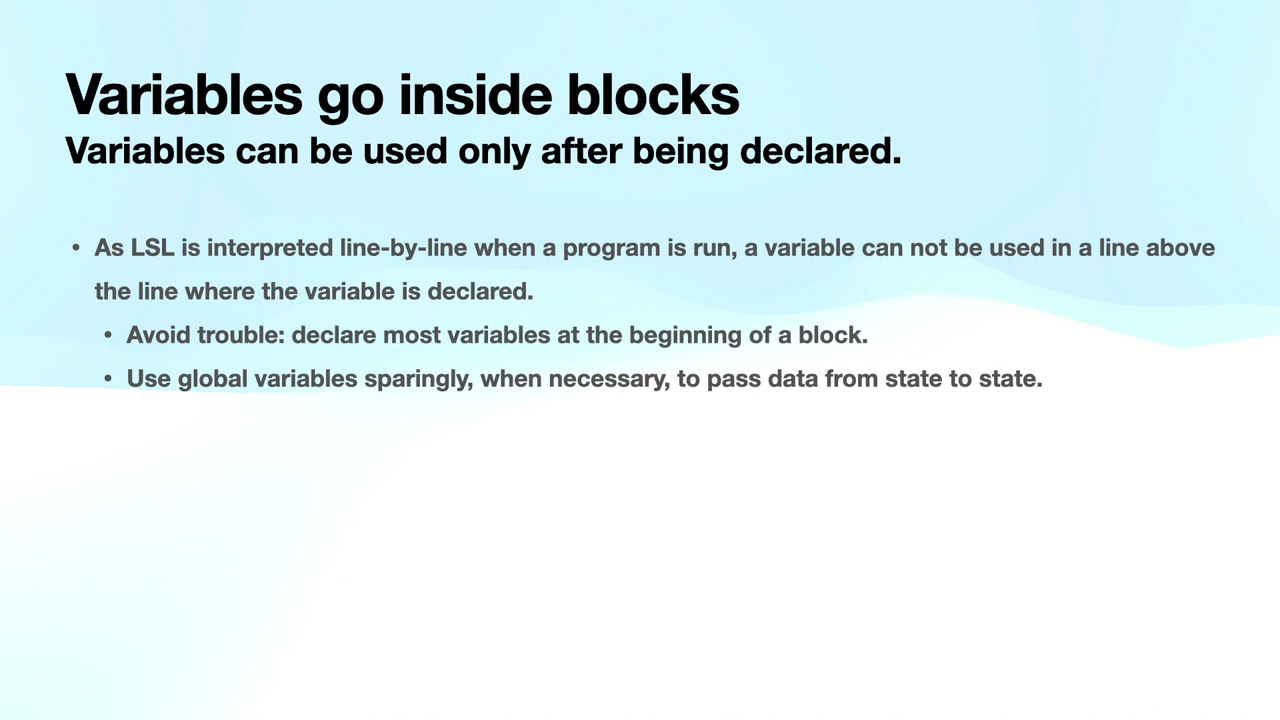 Variables go inside blocks
Variables can be used only after being declared.
• As LSL is interpreted line-by-line when a program is run, a variable can not be used in a line above
the line where the variable is declared.
• Avoid trouble: declare most variables at the beginning of a block.
• Use global variables sparingly, when necessary, to pass data from state to state.